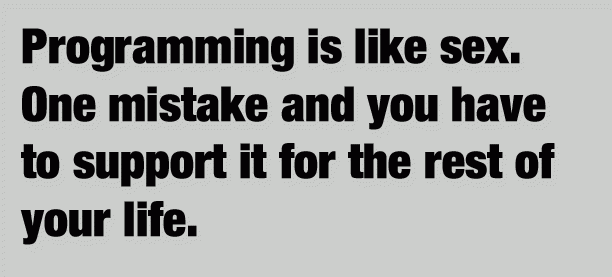 Programming is like sex.
One mistake and you have
to support it for the rest of
your life.